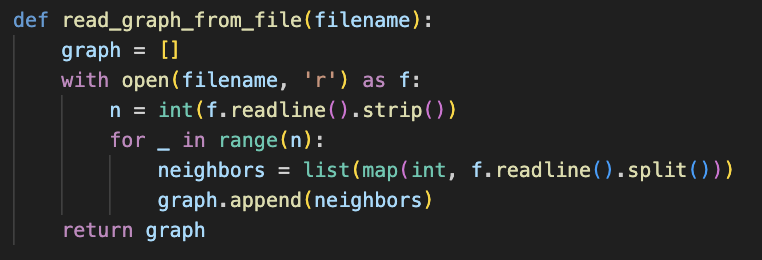 def read_graph_from_file(filename):
    graph = []
    with open(filename, 'r') as f:
        n = int(f.readline().strip())
        for _ in range(n):
            neighbors = list(map(int, f.readline().split()))
            graph.append(neighbors)
    return graph